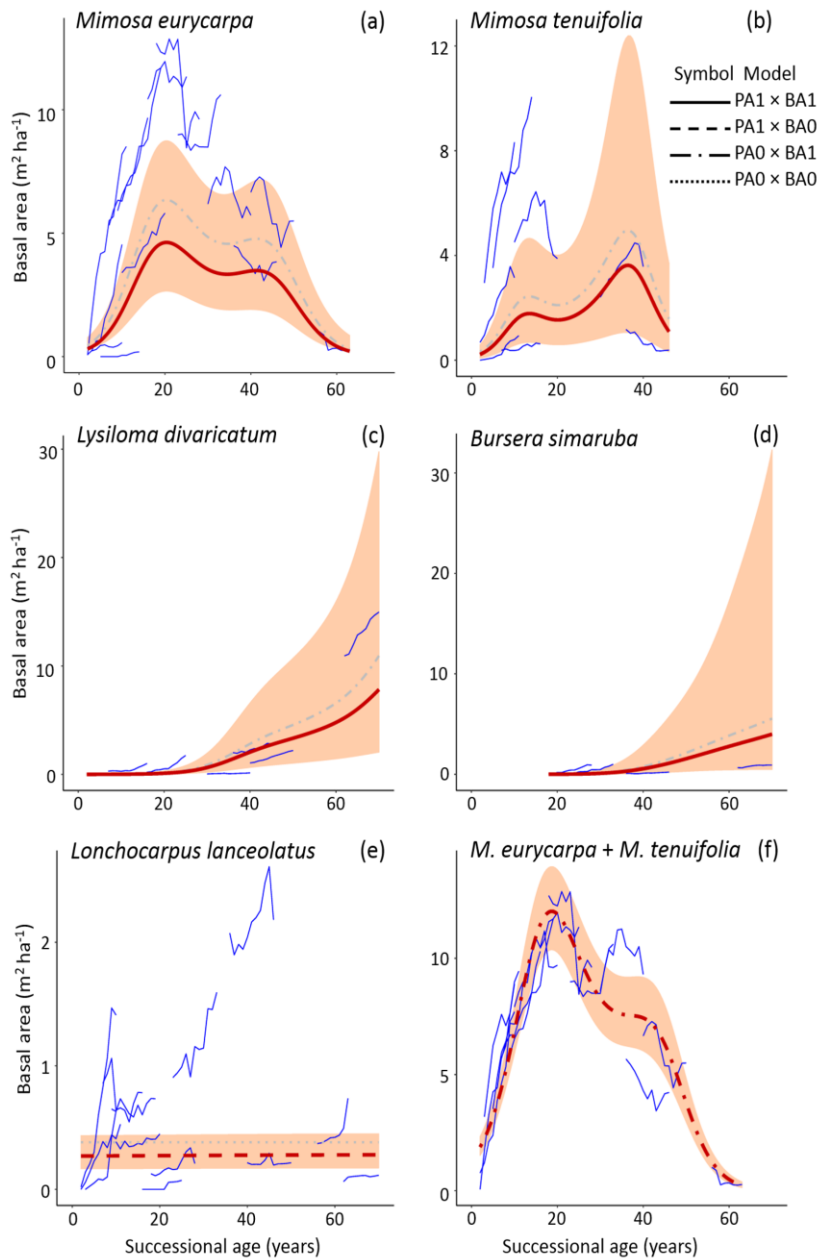 Mimosa eurycarpa (a)
Mimosa tenuifolia (b)
Symbol Model
PA1 × BA1
PA1 × BA0
PA0 × BA1
PA0 × BA0
Basal area (m² ha⁻¹)
10
5
0
0 20 40 60
12
8
4
0
0 20 40 60
Lysiloma divaricatum (c)
Bursera simaruba (d)
Basal area (m² ha⁻¹)
30
20
10
0
0 20 40 60
30
20
10
0
0 20 40 60
Lonchocarpus lanceolatus (e)
M. eurycarpa + M. tenuifolia (f)
Basal area (m² ha⁻¹)
2
1
0
0 20 40 60
10
5
0
0 20 40 60
Successional age (years)
Successional age (years)